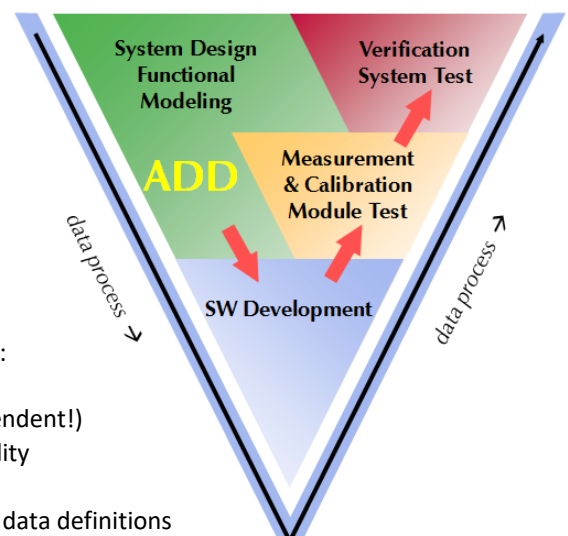 System Design
Functional
Modeling
Verification
System Test
ADD
Measurement
& Calibration
Module Test
SW Development
data process
data process
:
endent!)
lity
data definitions